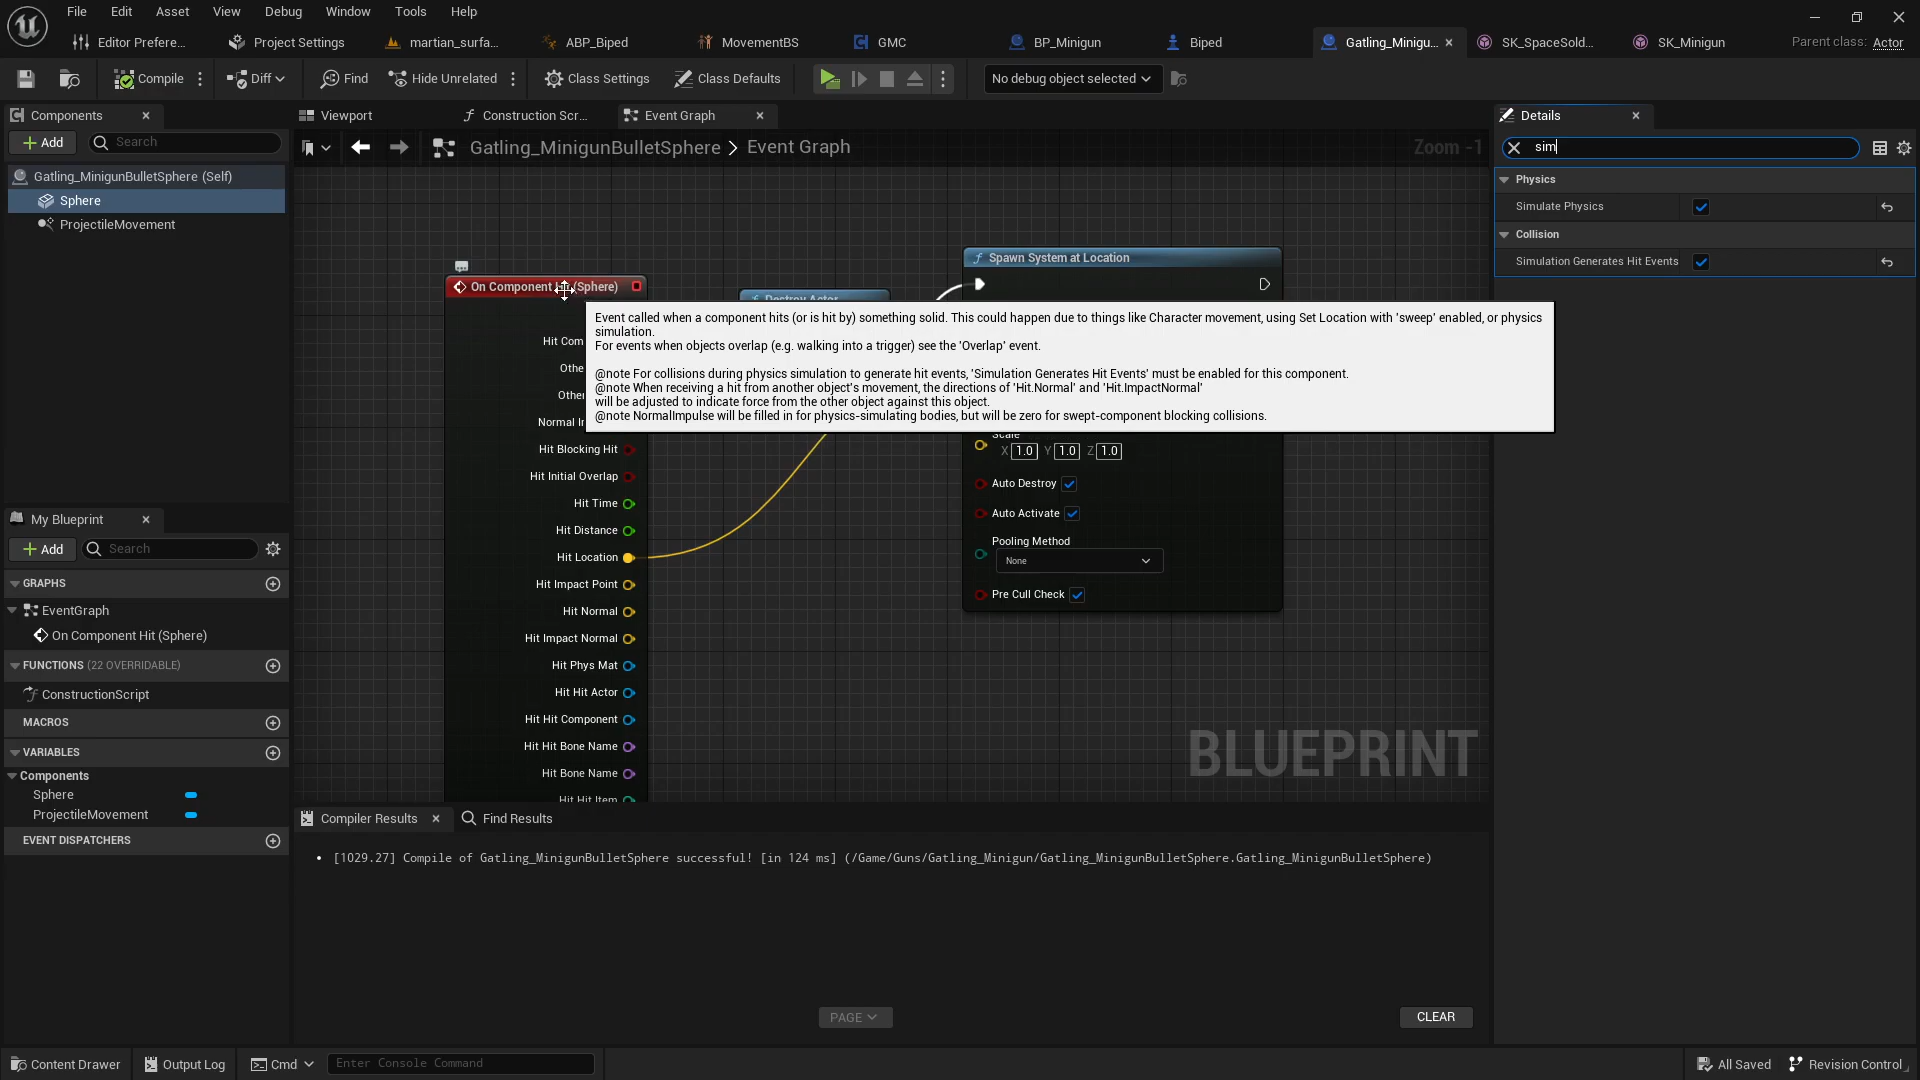 File Edit Asset View Debug Window Tools Help
Editor Prefere... Project Settings martian_surfa... ABP_Biped MovementBS GMC BP_Minigun Biped Gatling_Minigu... SK_SpaceSold... SK_Minigun Parent class: Actor
Compile Diff Find Hide Unrelated Class Settings Class Defaults No debug object selected
Components
Add Search
Gatling_MinigunBulletSphere (Self)
Sphere
ProjectileMovement
My Blueprint
Add Search
GRAPHS
EventGraph
On Component Hit (Sphere)
FUNCTIONS (22 OVERRIDABLE)
ConstructionScript
MACROS
VARIABLES
Components
Sphere
ProjectileMovement
EVENT DISPATCHERS
Viewport Construction Scr... Event Graph
Gatling_MinigunBulletSphere > Event Graph Zoom -1
On Component Hit (Sphere)
Hit Com
Othe
Other
Normal I
Hit Blocking Hit
Hit Initial Overlap
Hit Time
Hit Distance
Hit Location
Hit Impact Point
Hit Normal
Hit Impact Normal
Hit Phys Mat
Hit Hit Actor
Hit Hit Component
Hit Hit Bone Name
Hit Bone Name
Hit Hit Item
Destroy Actor
Spawn System at Location
Event called when a component hits (or is hit by) something solid. This could happen due to things like Character movement, using Set Location with 'sweep' enabled, or physics
simulation.
For events when objects overlap (e.g. walking into a trigger) see the 'Overlap' event.
@note For collisions during physics simulation to generate hit events, 'Simulation Generates Hit Events' must be enabled for this component.
@note When receiving a hit from another object's movement, the directions of 'Hit.Normal' and 'Hit.ImpactNormal'
will be adjusted to indicate force from the other object against this object.
@note NormalImpulse will be filled in for physics-simulating bodies, but will be zero for swept-component blocking collisions.
Scale
X 1.0 Y 1.0 Z 1.0
Auto Destroy
Auto Activate
Pooling Method
None
Pre Cull Check
BLUEPRINT
Compiler Results Find Results
[1029.27] Compile of Gatling_MinigunBulletSphere successful! [in 124 ms] (/Game/Guns/Gatling_Minigun/Gatling_MinigunBulletSphere.Gatling_MinigunBulletSphere)
PAGE CLEAR
Details
sim
Physics
Simulate Physics
Collision
Simulation Generates Hit Events
Content Drawer Output Log Cmd Enter Console Command All Saved Revision Control